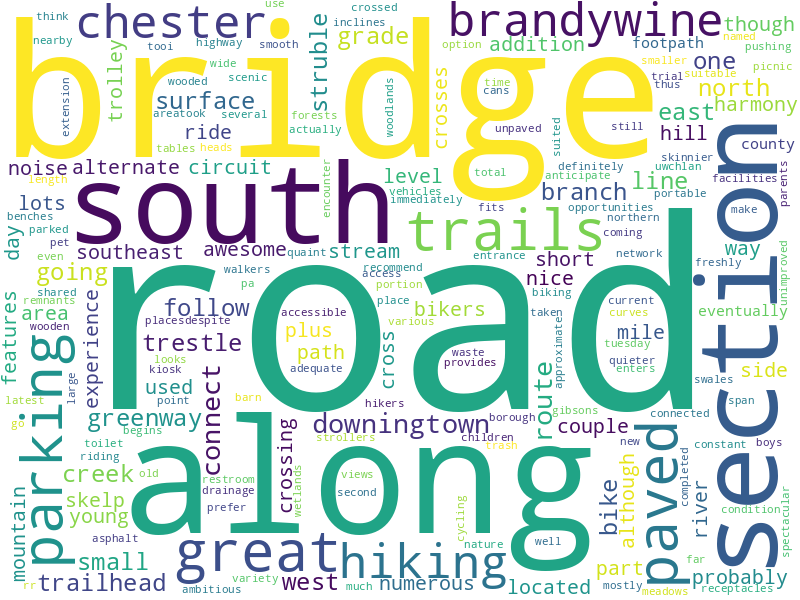 think
inclines
crossed
chester
nearby
tooi
highway
smooth
use
struble
grade
option
named
brandywine
though
pushing
addition
footpath
smaller
suitable
picnic
bridge
extension
trolley
wide
scenic
wooded
surface
areatook
several
forests
ride
heads
actually
woodlands
crosses
time
cans
trial
one
thus
north
unpaved
still
east
harmony
hill
county
noise
alternate
circuit
tables
length
level
vehicles
immediately
total
suited
definitely
anticipate
uwchlan
skinnier
facilities
parents
line
portable
branch
opportunities
northern
make
fits
lots
benches
parked
pet
day
south
encounter
trails
section
way
coming
network
southeast
awesome
quaint
stream
walkers
access
recommend
entrance
short
nice
biking
freshly
unimproved
going
even
shared
pa
portion
place
area
remnants
wooden
features
latest
go
large
experience
follow
placesdespite
accessible
plus
various
bikers
taken
current
curves
mile
tuesday
quieter
eventually
road
trestle
looks
kiosk
adequate
path
cross
waste
provides
approximates
enters
side
swales
parking
used
point
barn
greenway
begins
connect
hikers
downingtown
borough
route
gibsons
couple
connected
span
strollers
children
trash
new
constant
boys
along
toilet
riding
old
restroom
crossing
views
creek
skelp
drainage
prefer
second
wetlands
cycling
although
bike
paved
completed
river
condition
spectacular
mountain
young
asphalt
great
hiking
nature
well
far
small
part
mostly
probably
rr
trailhead
ambitious
variety
west
much
numerous
located
meadows
receptacles